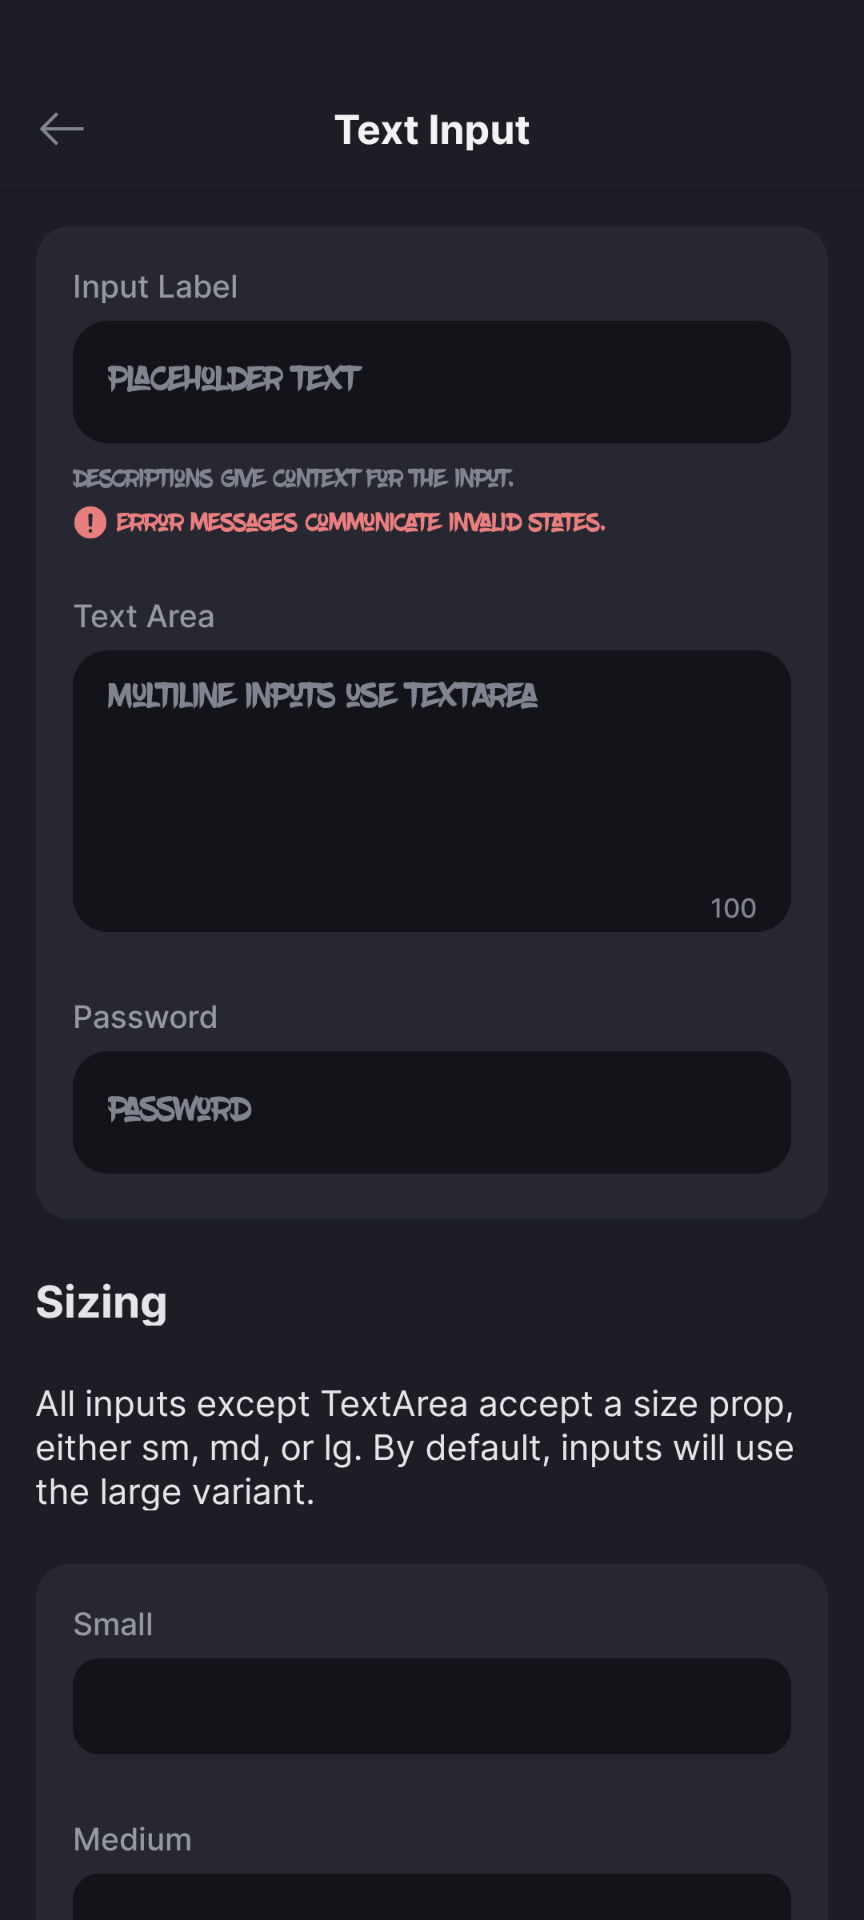 Text Input
Input Label
PLACEHOLDER TEXT
DESCRIPTIONS GIVE CONTEXT FOR THE INPUT.
ERROR MESSAGES COMMUNICATE INVALID STATES.
Text Area
MULTILINE INPUTS USE TEXTAREA
100
Password
PASSWORD
Sizing
All inputs except TextArea accept a size prop,
either sm, md, or lg. By default, inputs will use
the large variant.
Small
Medium